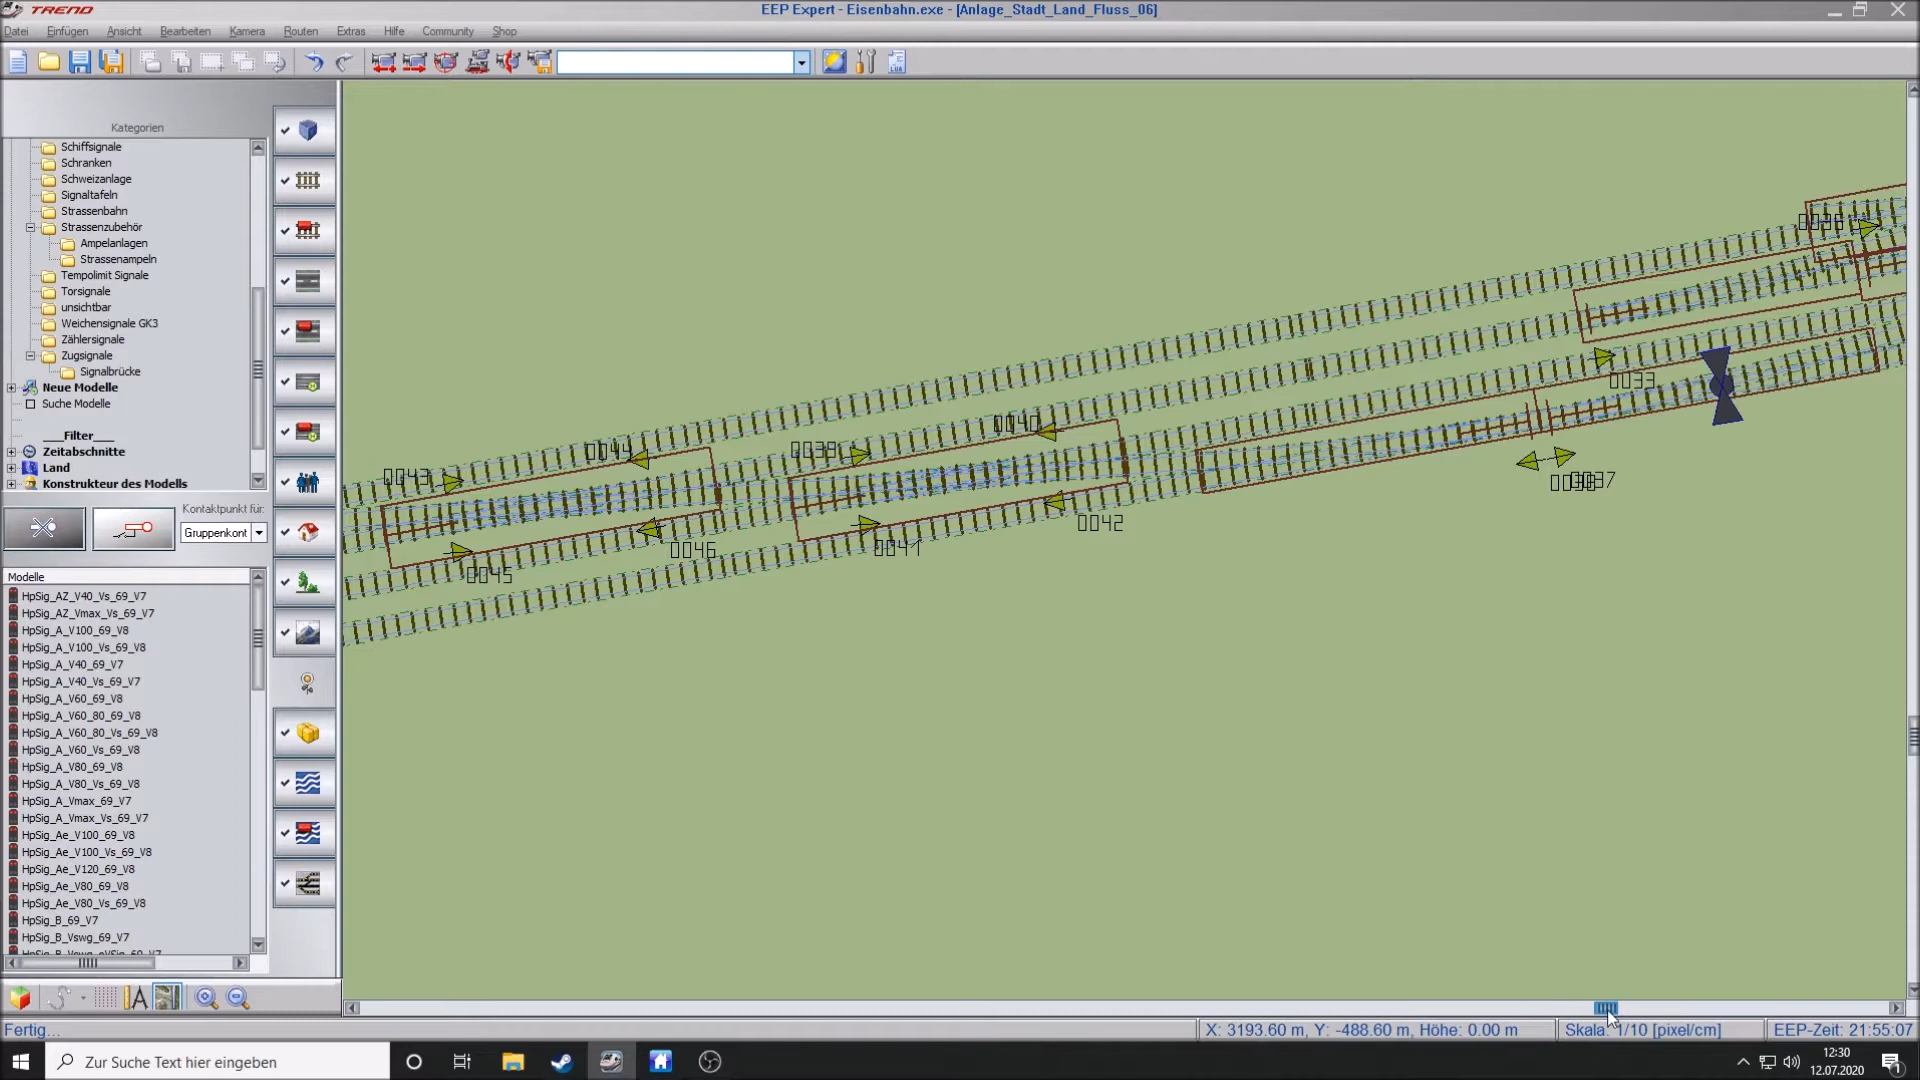 TREND
EEP Expert - Eisenbahn.exe - [Anlage_Stadt_Land_Fluss_06]
Datei Einfügen Ansicht Bearbeiten Kamera Routen Extras Hilfe Community Shop
Kategorien
Schiffsignale
Schranken
Schweizanlage
Signaltafeln
Strassenbahn
Strassenzubehör
Ampelanlagen
Strassenampeln
Tempolimit Signale
Torsignale
unsichtbar
Weichensignale GK3
Zählersignale
Zugsignale
Signalbrücke
Neue Modelle
Suche Modelle
___Filter___
Zeitabschnitte
Land
Konstrukteur des Modells
Kontaktpunkt für:
Gruppenkont
Modelle
HpSig_AZ_V40_Vs_69_V7
HpSig_AZ_Vmax_Vs_69_V7
HpSig_A_V100_69_V8
HpSig_A_V100_Vs_69_V8
HpSig_A_V40_69_V7
HpSig_A_V40_Vs_69_V7
HpSig_A_V60_69_V8
HpSig_A_V60_80_69_V8
HpSig_A_V60_80_Vs_69_V8
HpSig_A_V60_Vs_69_V8
HpSig_A_V80_69_V8
HpSig_A_V80_Vs_69_V8
HpSig_A_Vmax_69_V7
HpSig_A_Vmax_Vs_69_V7
HpSig_Ae_V100_69_V8
HpSig_Ae_V100_Vs_69_V8
HpSig_Ae_V120_69_V8
HpSig_Ae_V80_69_V8
HpSig_Ae_V80_Vs_69_V8
HpSig_B_69_V7
HpSig_B_Vswg_69_V7
0036
0033
0037
0040
0039
0044
0043
0042
0041
0046
0045
Fertig...
X: 3193.60 m, Y: -488.60 m, Höhe: 0.00 m
Skala: 1/10 [pixel/cm]
EEP-Zeit: 21:55:07
Zur Suche Text hier eingeben
12:30
12.07.2020
1